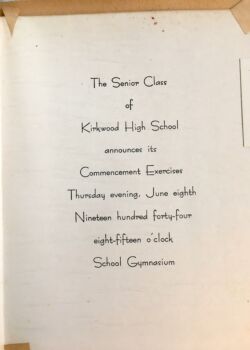 The Senior Class
of
Kirkwood High School
announces its
Commencement Exercises
Thursday evening, June eighth
Nineteen hundred forty-four
eight-fifteen o'clock
School Gymnasium